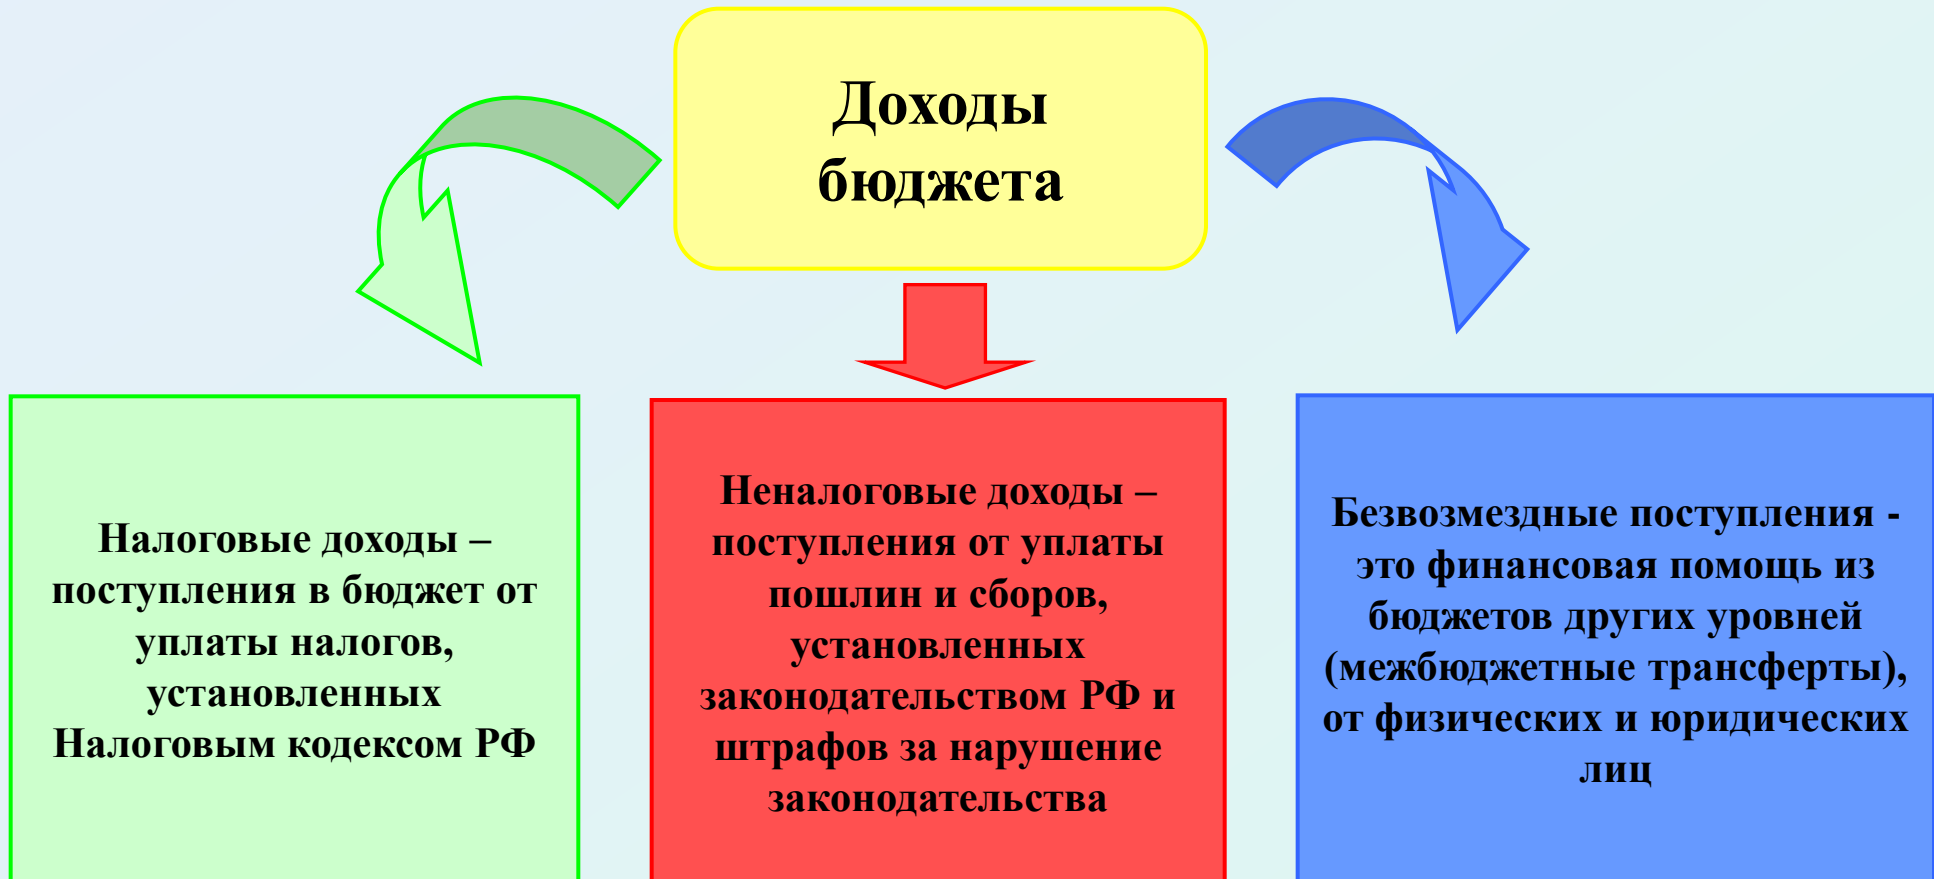 Доходы
бюджета
Налоговые доходы –
поступления в бюджет от
уплаты налогов,
установленных
Налоговым кодексом РФ
Неналоговые доходы –
поступления от уплаты
пошлин и сборов,
установленных
законодательством РФ и
штрафов за нарушение
законодательства
Безвозмездные поступления -
это финансовая помощь из
бюджетов других уровней
(межбюджетные трансферты),
от физических и юридических
лиц